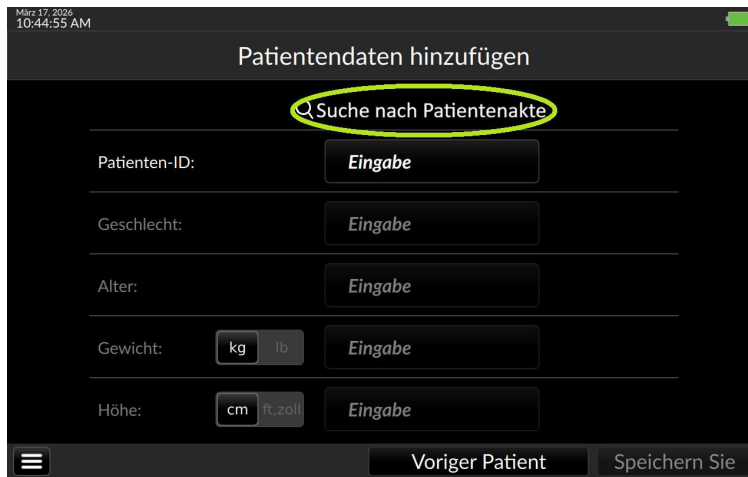 März 17, 2026
10:44:55 AM
Patientendaten hinzufügen
Suche nach Patientenakte
Patienten-ID: Eingabe
Geschlecht: Eingabe
Alter: Eingabe
Gewicht: kg lb Eingabe
Höhe: cm ft,zoll Eingabe
Voriger Patient Speichern Sie